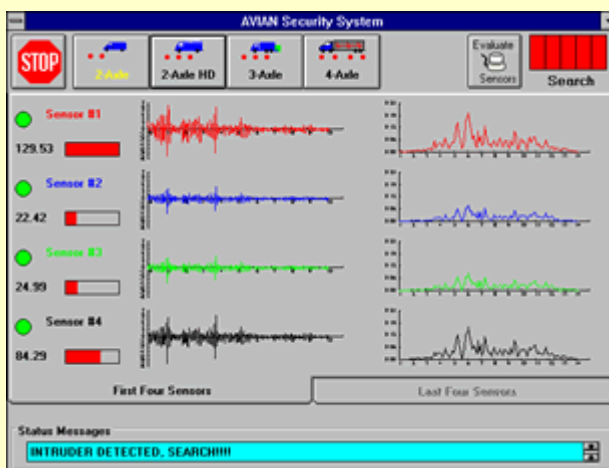 AVIAN Security System
STOP
2-Axle
2-Axle HD
3-Axle
4-Axle
Evaluate
Sensors
Search
Sensor #1
129.53
Sensor #2
22.42
Sensor #3
24.99
Sensor #4
84.29
First Four Sensors
Last Four Sensors
Status Messages
INTRUDER DETECTED, SEARCH!!!!